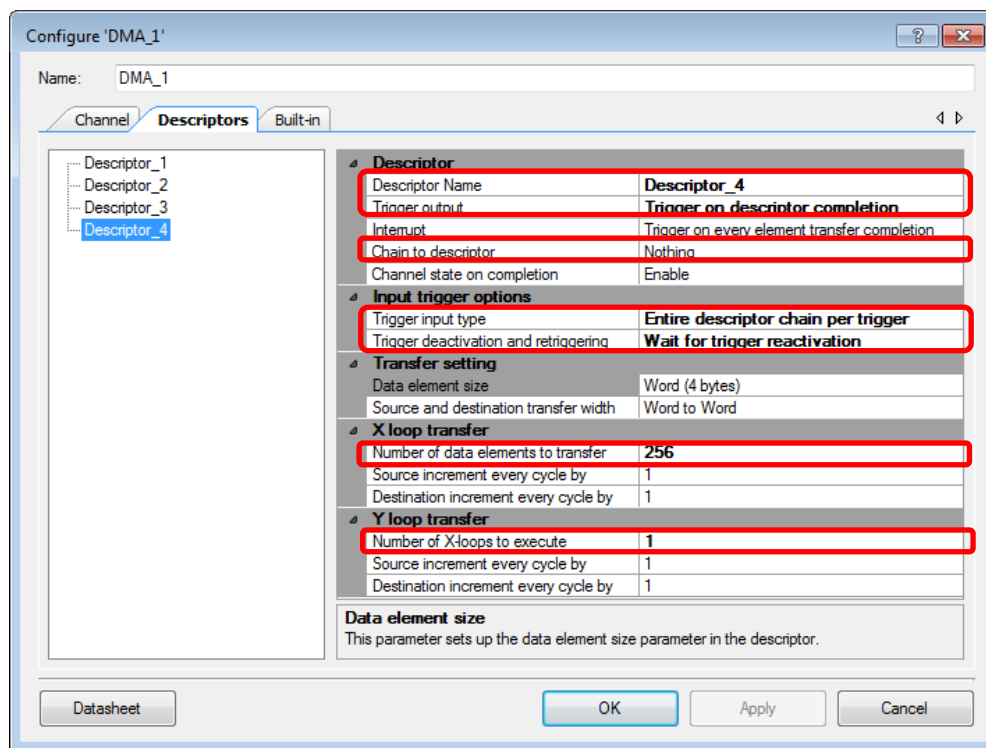 Configure 'DMA_1'
Name: DMA_1
Channel Descriptors Built-in
Descriptor_1
Descriptor_2
Descriptor_3
Descriptor_4
Descriptor
Descriptor Name Descriptor_4
Trigger output Trigger on descriptor completion
Interrupt Trigger on every element transfer completion
Chain to descriptor Nothing
Channel state on completion Enable
Input trigger options
Trigger input type Entire descriptor chain per trigger
Trigger deactivation and retriggering Wait for trigger reactivation
Transfer setting
Data element size Word (4 bytes)
Source and destination transfer width Word to Word
X loop transfer
Number of data elements to transfer 256
Source increment every cycle by 1
Destination increment every cycle by 1
Y loop transfer
Number of X-loops to execute 1
Source increment every cycle by 1
Destination increment every cycle by 1
Data element size
This parameter sets up the data element size parameter in the descriptor.
Datasheet OK Apply Cancel